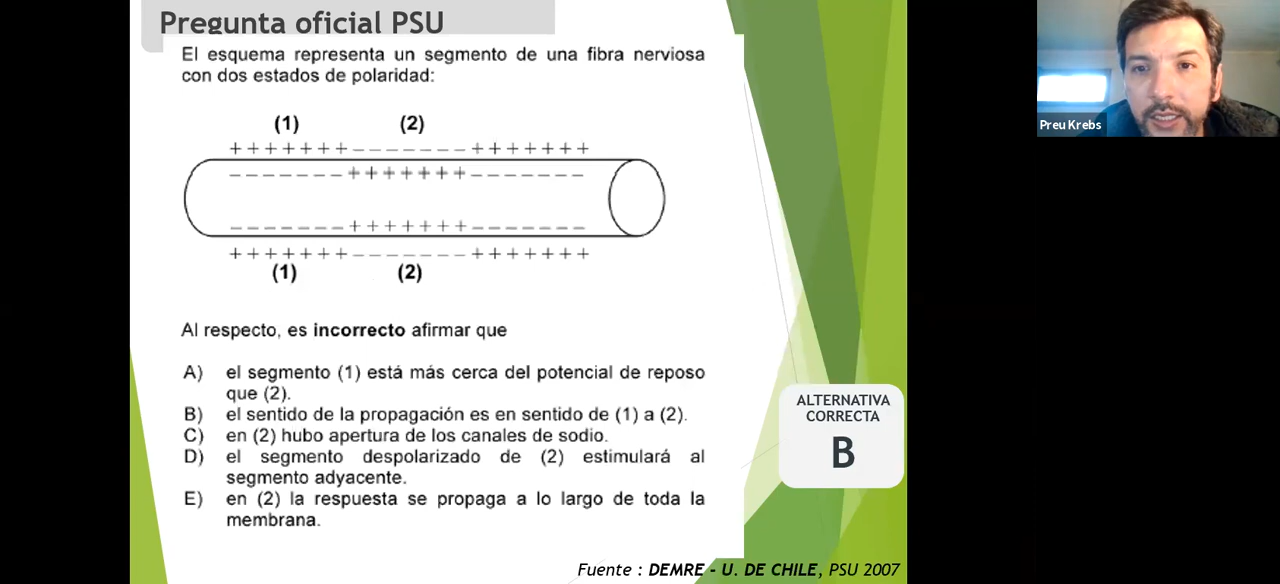 Pregunta oficial PSU
El esquema representa un segmento de una fibra nerviosa
con dos estados de polaridad:
(1) (2)
+ + + + + + + _ _ _ _ _ _ _ + + + + + + +
_ _ _ _ _ _ _ + + + + + + + _ _ _ _ _ _ _
_ _ _ _ _ _ _ + + + + + + + _ _ _ _ _ _ _
+ + + + + + + _ _ _ _ _ _ _ + + + + + + +
(1) (2)
Al respecto, es incorrecto afirmar que
A) el segmento (1) está más cerca del potencial de reposo
que (2).
B) el sentido de la propagación es en sentido de (1) a (2).
C) en (2) hubo apertura de los canales de sodio.
D) el segmento despolarizado de (2) estimulará al
segmento adyacente.
E) en (2) la respuesta se propaga a lo largo de toda la
membrana.
ALTERNATIVA
CORRECTA
B
Fuente : DEMRE - U. DE CHILE, PSU 2007
Preu Krebs